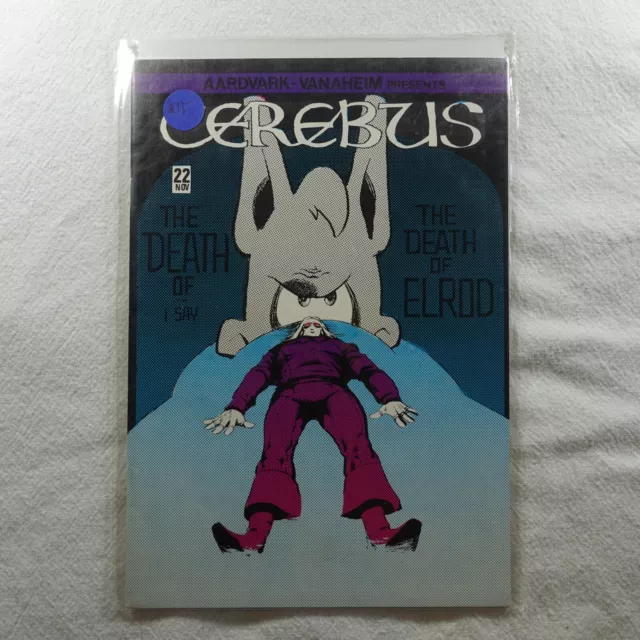 AARDVARK-VANAHEIM PRESENTS
CEREBUS
22
NOV
THE
DEATH
OF
...
I SAY
THE
DEATH
OF
ELROD